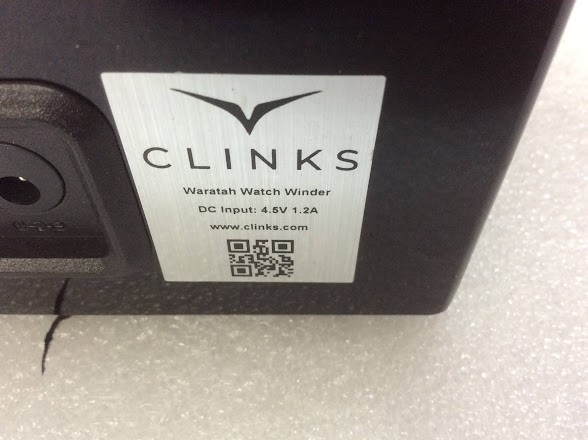 CLINKS
Waratah Watch Winder
DC Input: 4.5V 1.2A
www.clinks.com